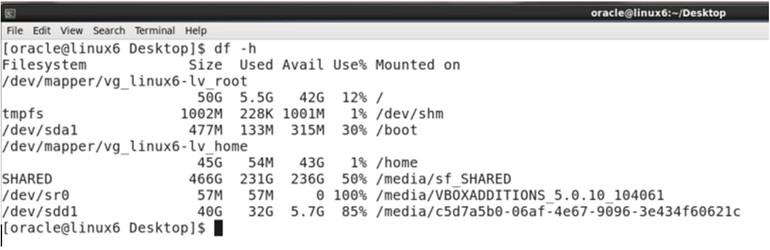 oracle@linux6:~/Desktop
File Edit View Search Terminal Help
[oracle@linux6 Desktop]$ df -h
Filesystem            Size  Used Avail Use% Mounted on
/dev/mapper/vg_linux6-lv_root
                       50G  5.5G   42G  12% /
tmpfs                1002M  228K 1001M   1% /dev/shm
/dev/sda1             477M  133M  315M  30% /boot
/dev/mapper/vg_linux6-lv_home
                       45G   54M   43G   1% /home
SHARED                466G  231G  236G  50% /media/sf_SHARED
/dev/sr0               57M   57M     0 100% /media/VBOXADDITIONS_5.0.10_104061
/dev/sdd1              40G   32G  5.7G  85% /media/c5d7a5b0-06af-4e67-9096-3e434f60621c
[oracle@linux6 Desktop]$